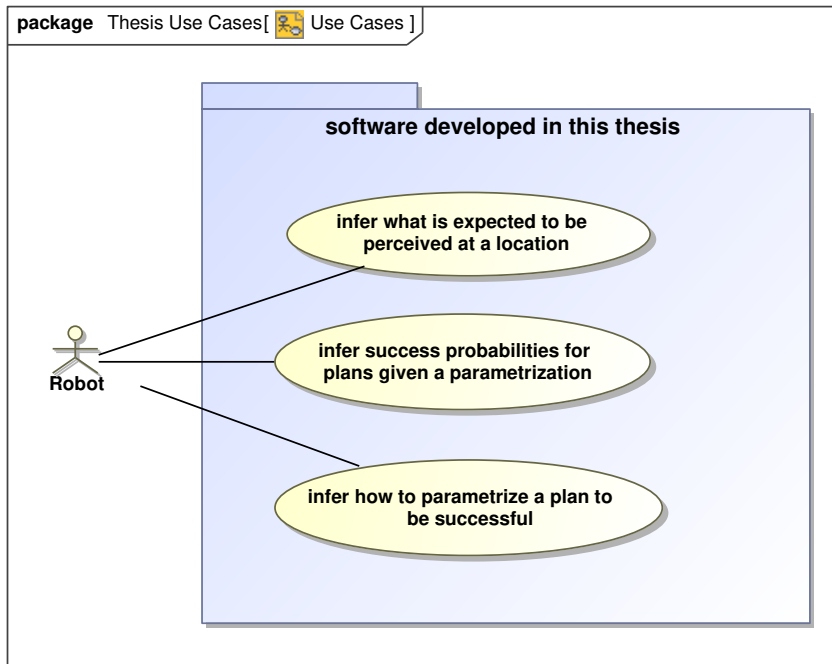 package Thesis Use Cases[ Use Cases ]
software developed in this thesis
infer what is expected to be
perceived at a location
infer success probabilities for
plans given a parametrization
Robot
infer how to parametrize a plan to
be successful